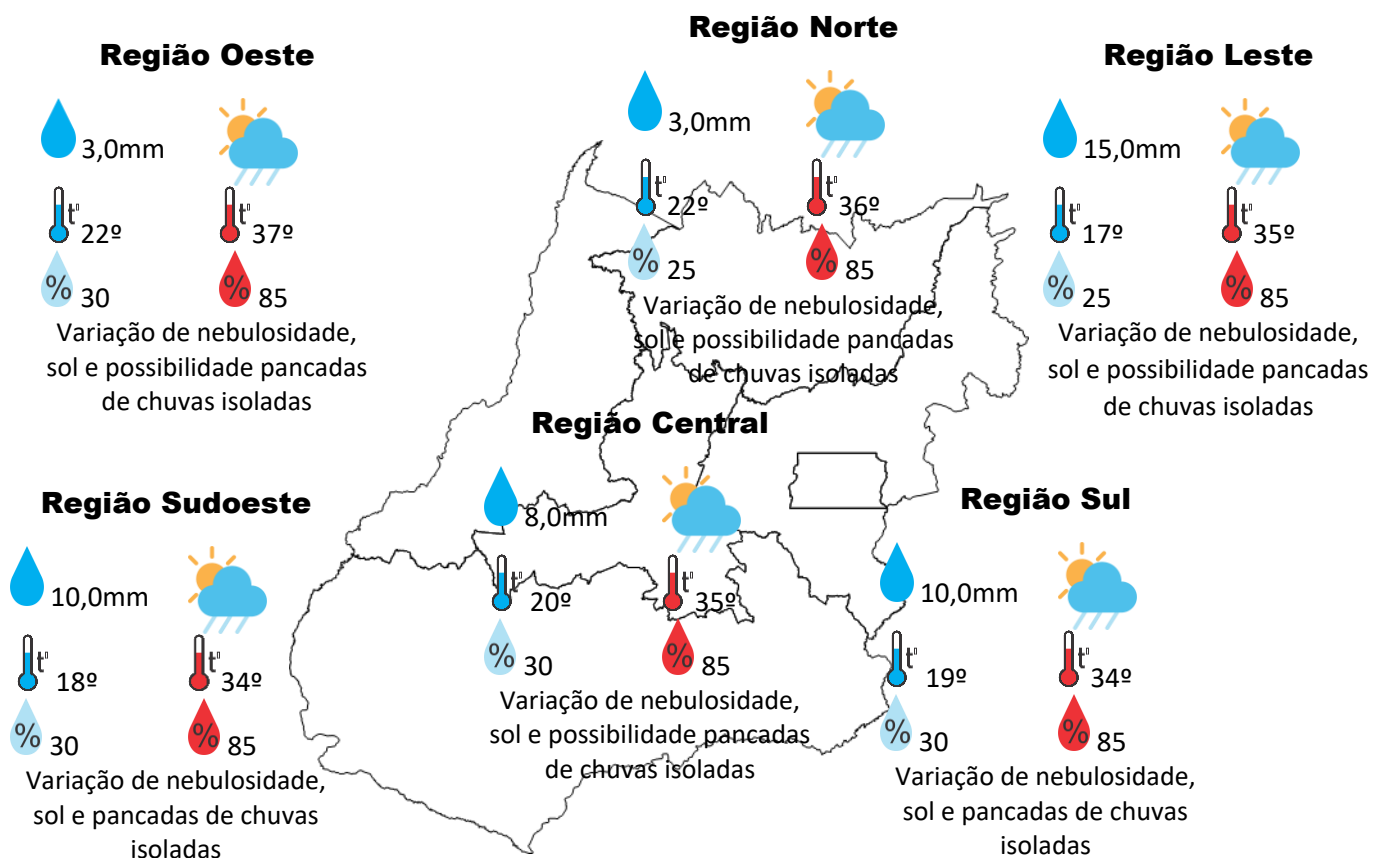 Região Oeste
3,0mm
t°
22º
t°
37º
%
30
%
85
Variação de nebulosidade,
sol e possibilidade pancadas
de chuvas isoladas
Região Norte
3,0mm
t°
22º
t°
36º
%
25
%
85
Variação de nebulosidade,
sol e possibilidade pancadas
de chuvas isoladas
Região Leste
15,0mm
t°
17º
t°
35º
%
25
%
85
Variação de nebulosidade,
sol e possibilidade pancadas
de chuvas isoladas
Região Sudoeste
10,0mm
t°
18º
t°
34º
%
30
%
85
Variação de nebulosidade,
sol e pancadas de chuvas
isoladas
Região Central
8,0mm
t°
20º
t°
35º
%
30
%
85
Variação de nebulosidade,
sol e possibilidade pancadas
de chuvas isoladas
Região Sul
10,0mm
t°
19º
t°
34º
%
30
%
85
Variação de nebulosidade,
sol e pancadas de chuvas
isoladas